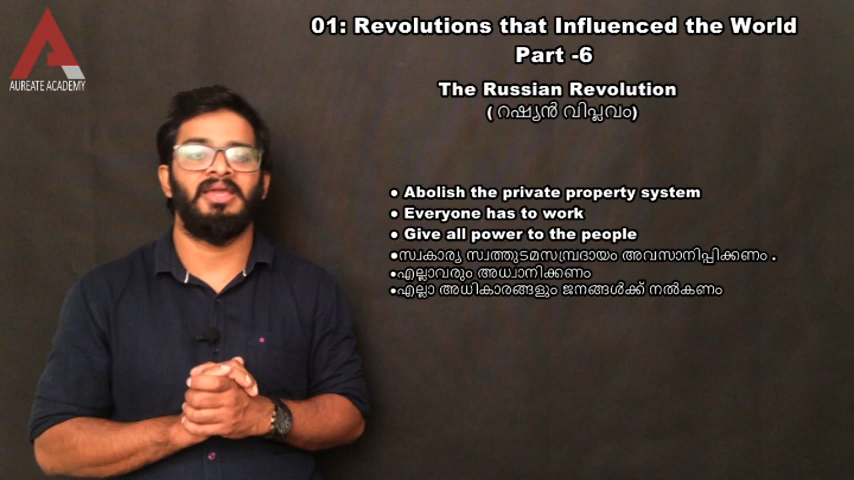 AUREATE ACADEMY
01: Revolutions that Influenced the World
Part -6
The Russian Revolution
( റഷ്യൻ വിപ്ലവം)
● Abolish the private property system
● Everyone has to work
● Give all power to the people
●സ്വകാര്യ സ്വത്തുടമസമ്പ്രദായം അവസാനിപ്പിക്കണം .
●എല്ലാവരും അധ്വാനിക്കണം
●എല്ലാ അധികാരങ്ങളും ജനങ്ങൾക്ക് നൽകണം